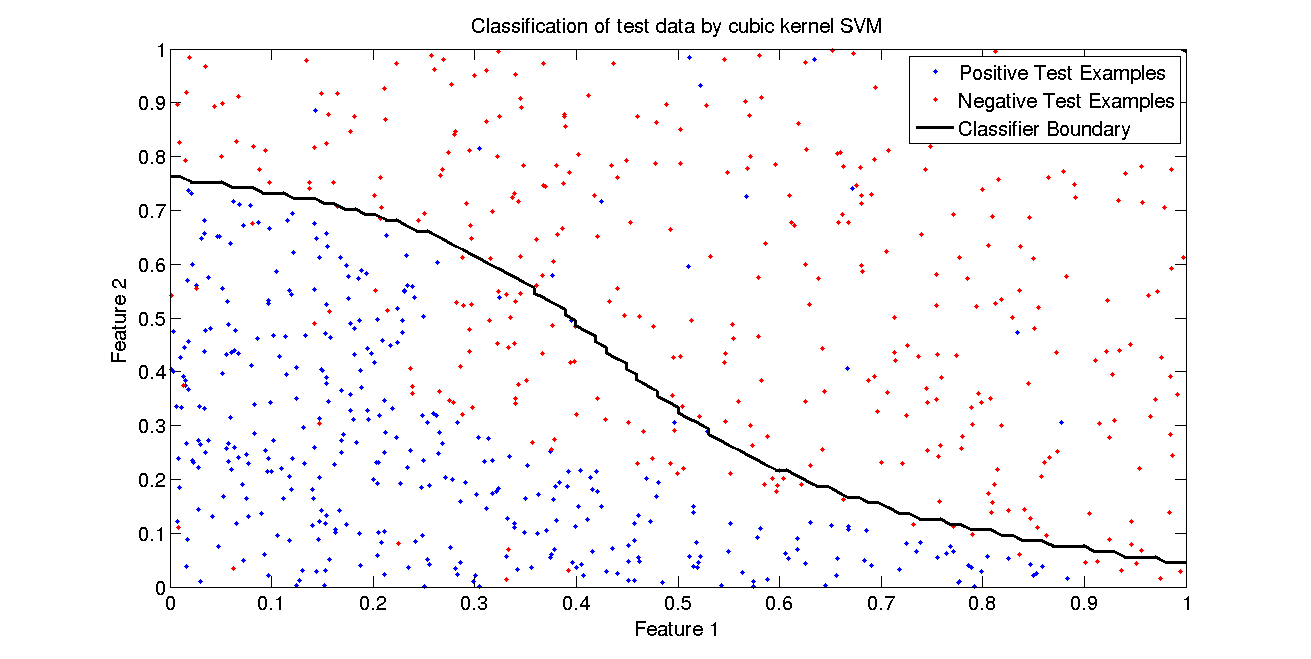 Classification of test data by cubic kernel SVM
Positive Test Examples
Negative Test Examples
Classifier Boundary
Feature 2
1
0.9
0.8
0.7
0.6
0.5
0.4
0.3
0.2
0.1
0
0 0.1 0.2 0.3 0.4 0.5 0.6 0.7 0.8 0.9 1
Feature 1